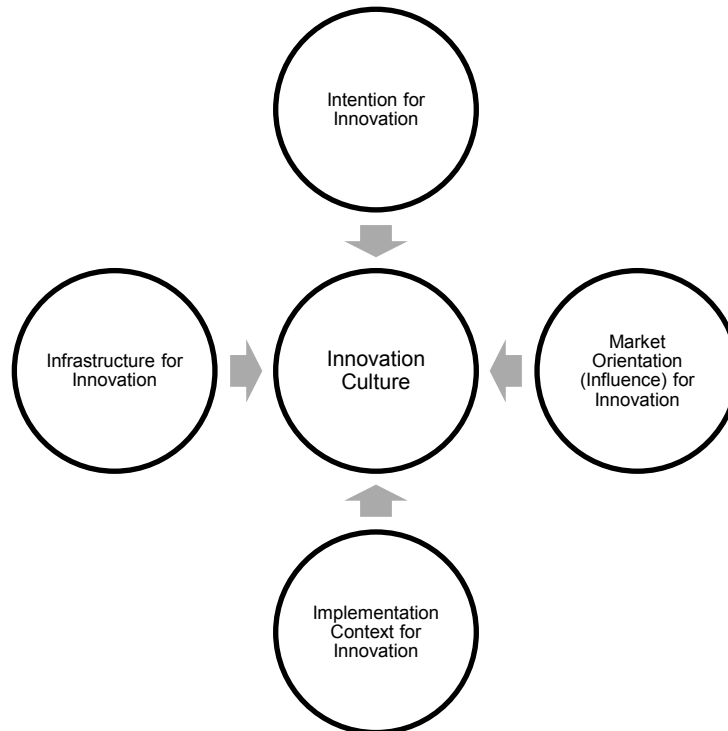 Intention for
Innovation
Infrastructure for
Innovation
Innovation
Culture
Market
Orientation
(Influence) for
Innovation
Implementation
Context for
Innovation